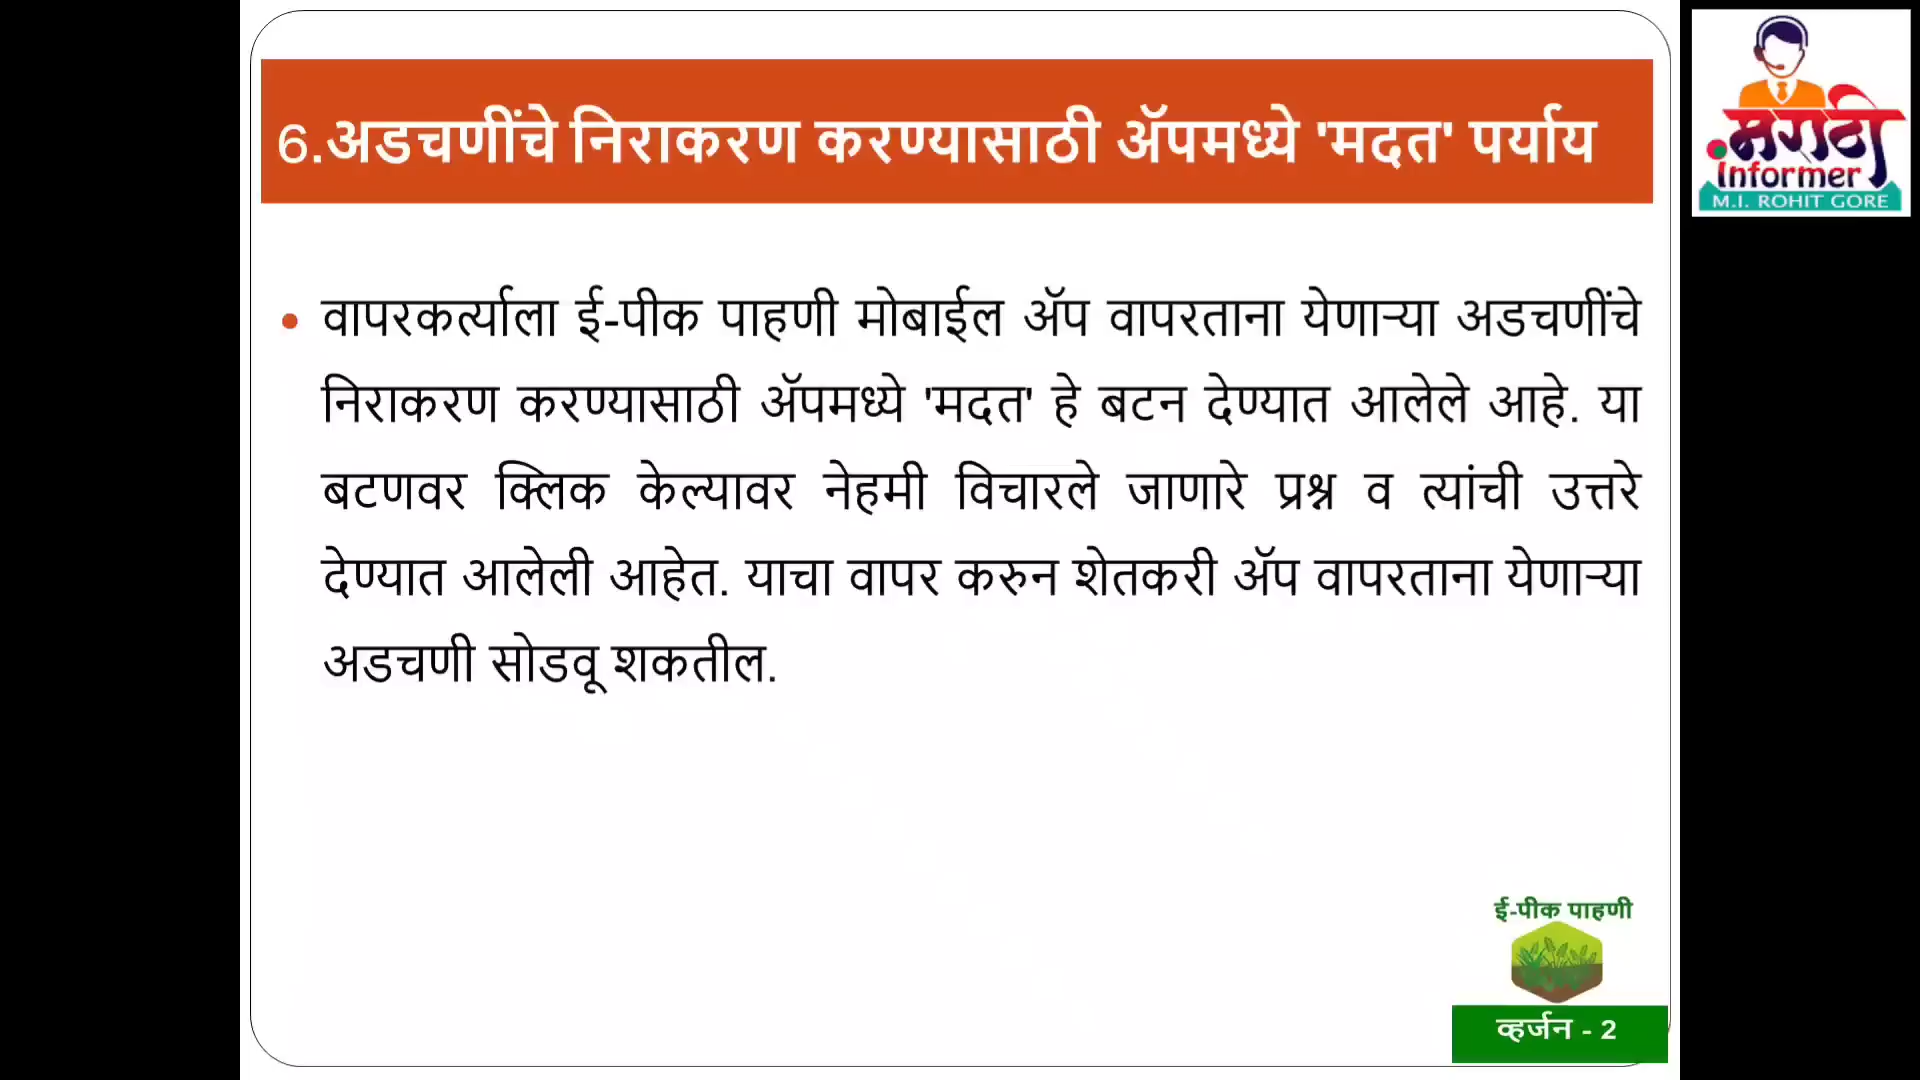 6.अडचणींचे निराकरण करण्यासाठी ॲपमध्ये 'मदत' पर्याय
• वापरकर्त्याला ई-पीक पाहणी मोबाईल ॲप वापरताना येणाऱ्या अडचणींचे
निराकरण करण्यासाठी ॲपमध्ये 'मदत' हे बटन देण्यात आलेले आहे. या
बटणवर क्लिक केल्यावर नेहमी विचारले जाणारे प्रश्न व त्यांची उत्तरे
देण्यात आलेली आहेत. याचा वापर करुन शेतकरी ॲप वापरताना येणाऱ्या
अडचणी सोडवू शकतील.
ई-पीक पाहणी
व्हर्जन - 2
मराठी
Informer
M.I. ROHIT GORE